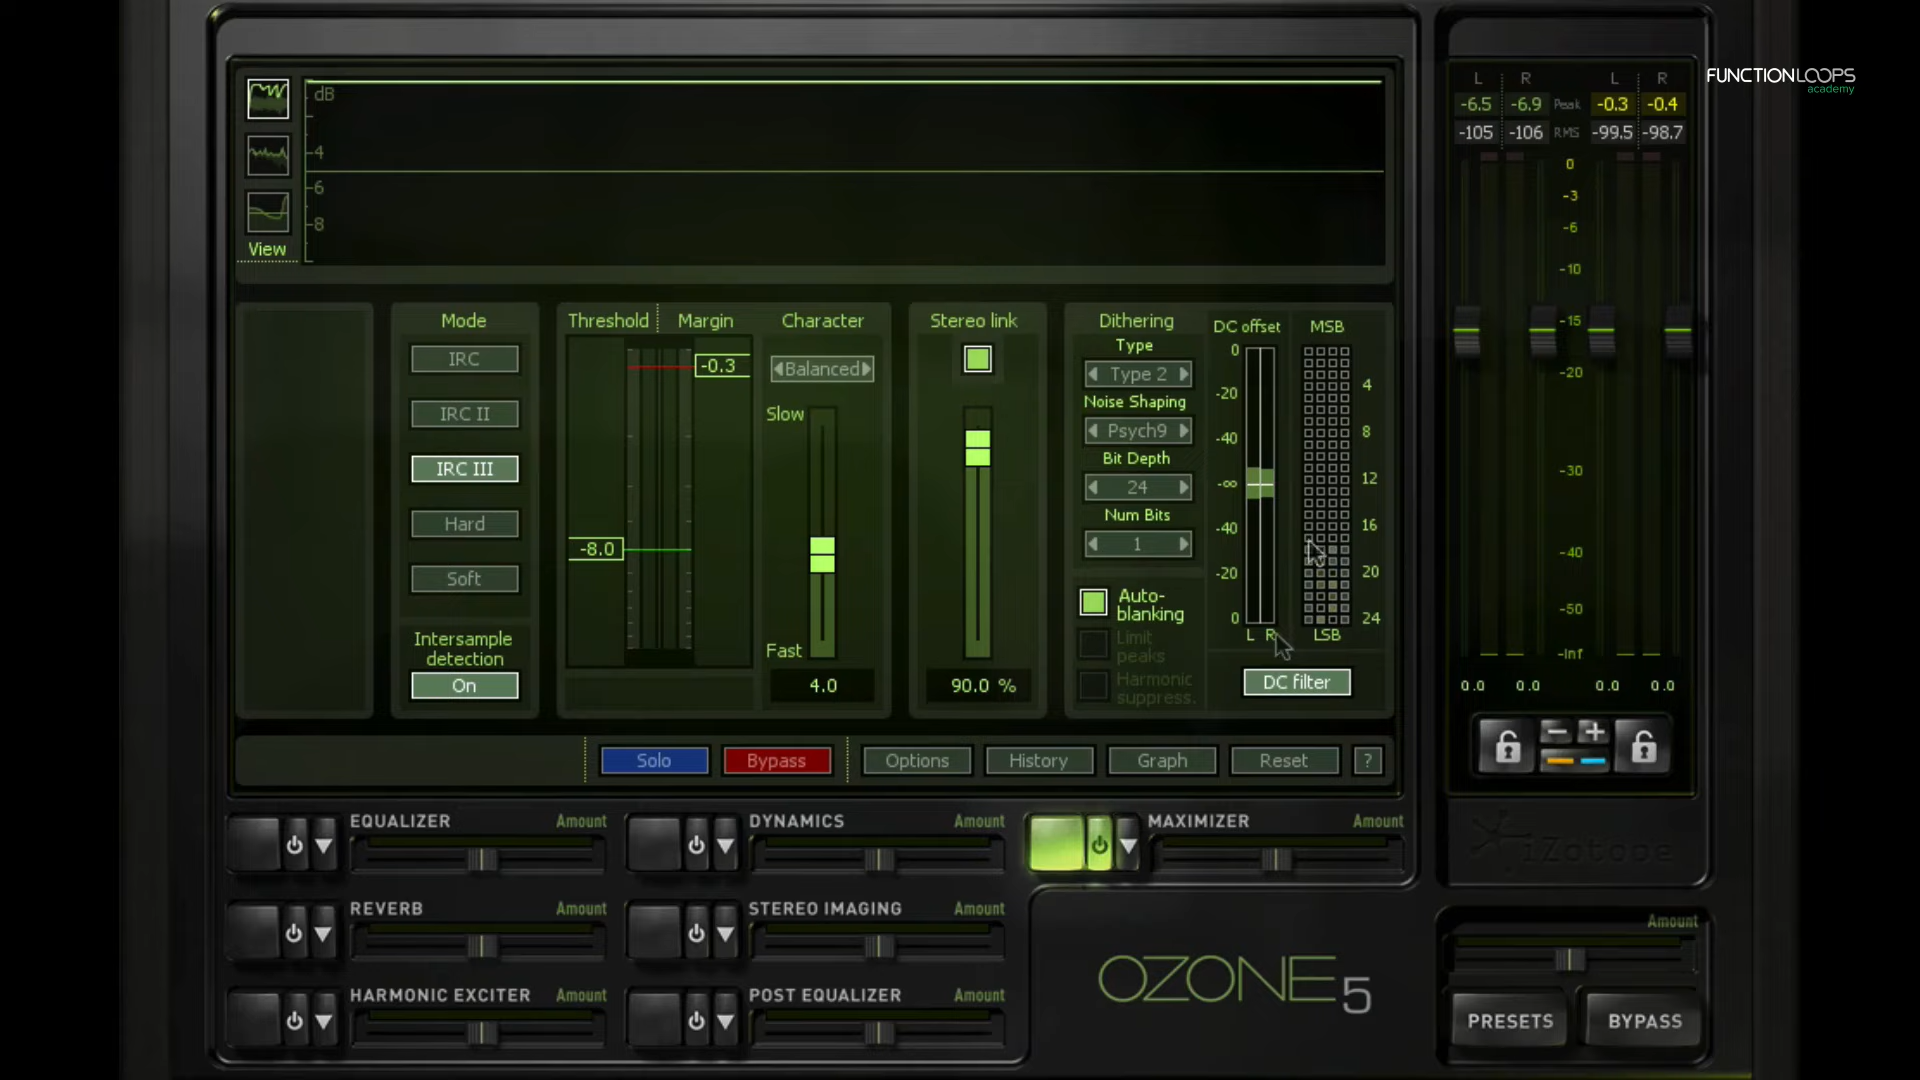 FUNCTIONLOOPS
academy
dB
-4
-6
-8
View
L R L R
-6.5 -6.9 Peak -0.3 -0.4
-105 -106 RMS -99.5 -98.7
0
-3
-6
-10
-15
-20
-30
-40
-50
-Inf
0.0 0.0 0.0 0.0
Mode
IRC
IRC II
IRC III
Hard
Soft
Intersample
detection
On
Threshold Margin Character
-0.3
-8.0
Balanced
Slow
Fast
4.0
Stereo link
90.0 %
Dithering
Type
Type 2
Noise Shaping
Psych9
Bit Depth
24
Num Bits
1
Auto-
blanking
Limit
peaks
Harmonic
suppress.
DC offset
0
-20
-40
-∞
-40
-20
0
L R
MSB
4
8
12
16
20
24
LSB
DC filter
Solo Bypass Options History Graph Reset ?
EQUALIZER Amount
DYNAMICS Amount
MAXIMIZER Amount
REVERB Amount
STEREO IMAGING Amount
HARMONIC EXCITER Amount
POST EQUALIZER Amount
OZONE 5
iZotope
Amount
PRESETS BYPASS